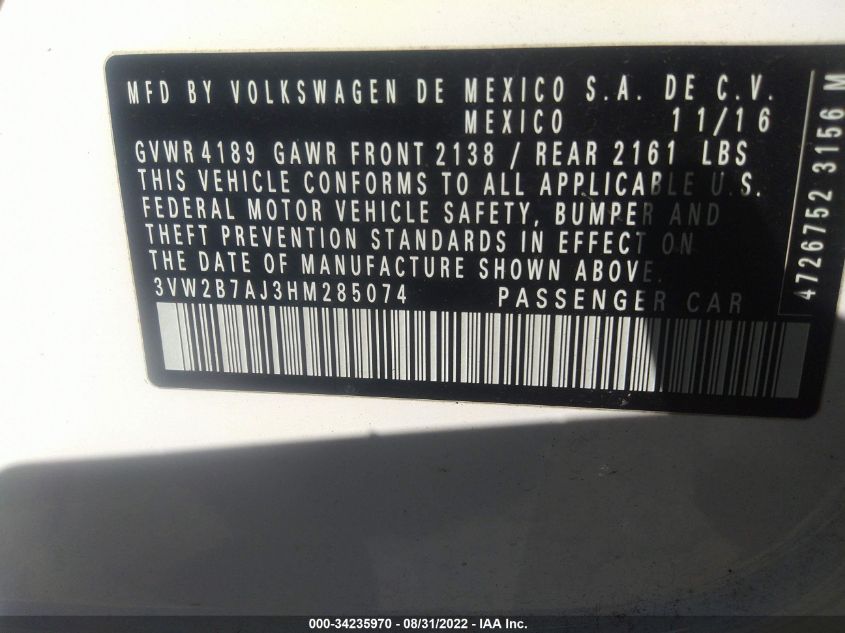 MFD BY VOLKSWAGEN DE MEXICO S.A. DE C.V.
MEXICO 11/16
GVWR 4189 GAWR FRONT 2138 / REAR 2161 LBS
THIS VEHICLE CONFORMS TO ALL APPLICABLE U.S.
FEDERAL MOTOR VEHICLE SAFETY, BUMPER AND
THEFT PREVENTION STANDARDS IN EFFECT ON
THE DATE OF MANUFACTURE SHOWN ABOVE.
3VW2B7AJ3HM285074 PASSENGER CAR
4726752 3156 M
000-34235970 - 08/31/2022 - IAA Inc.